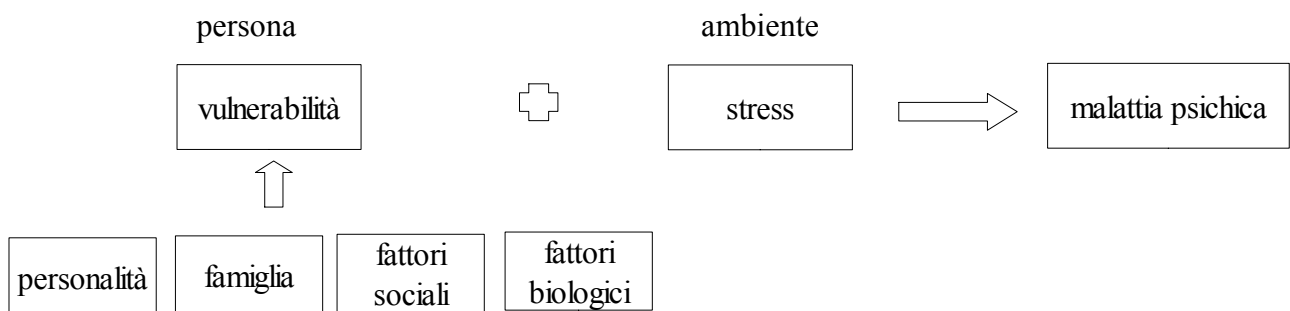 persona
ambiente
vulnerabilità
stress
malattia psichica
personalità
famiglia
fattori
sociali
fattori
biologici